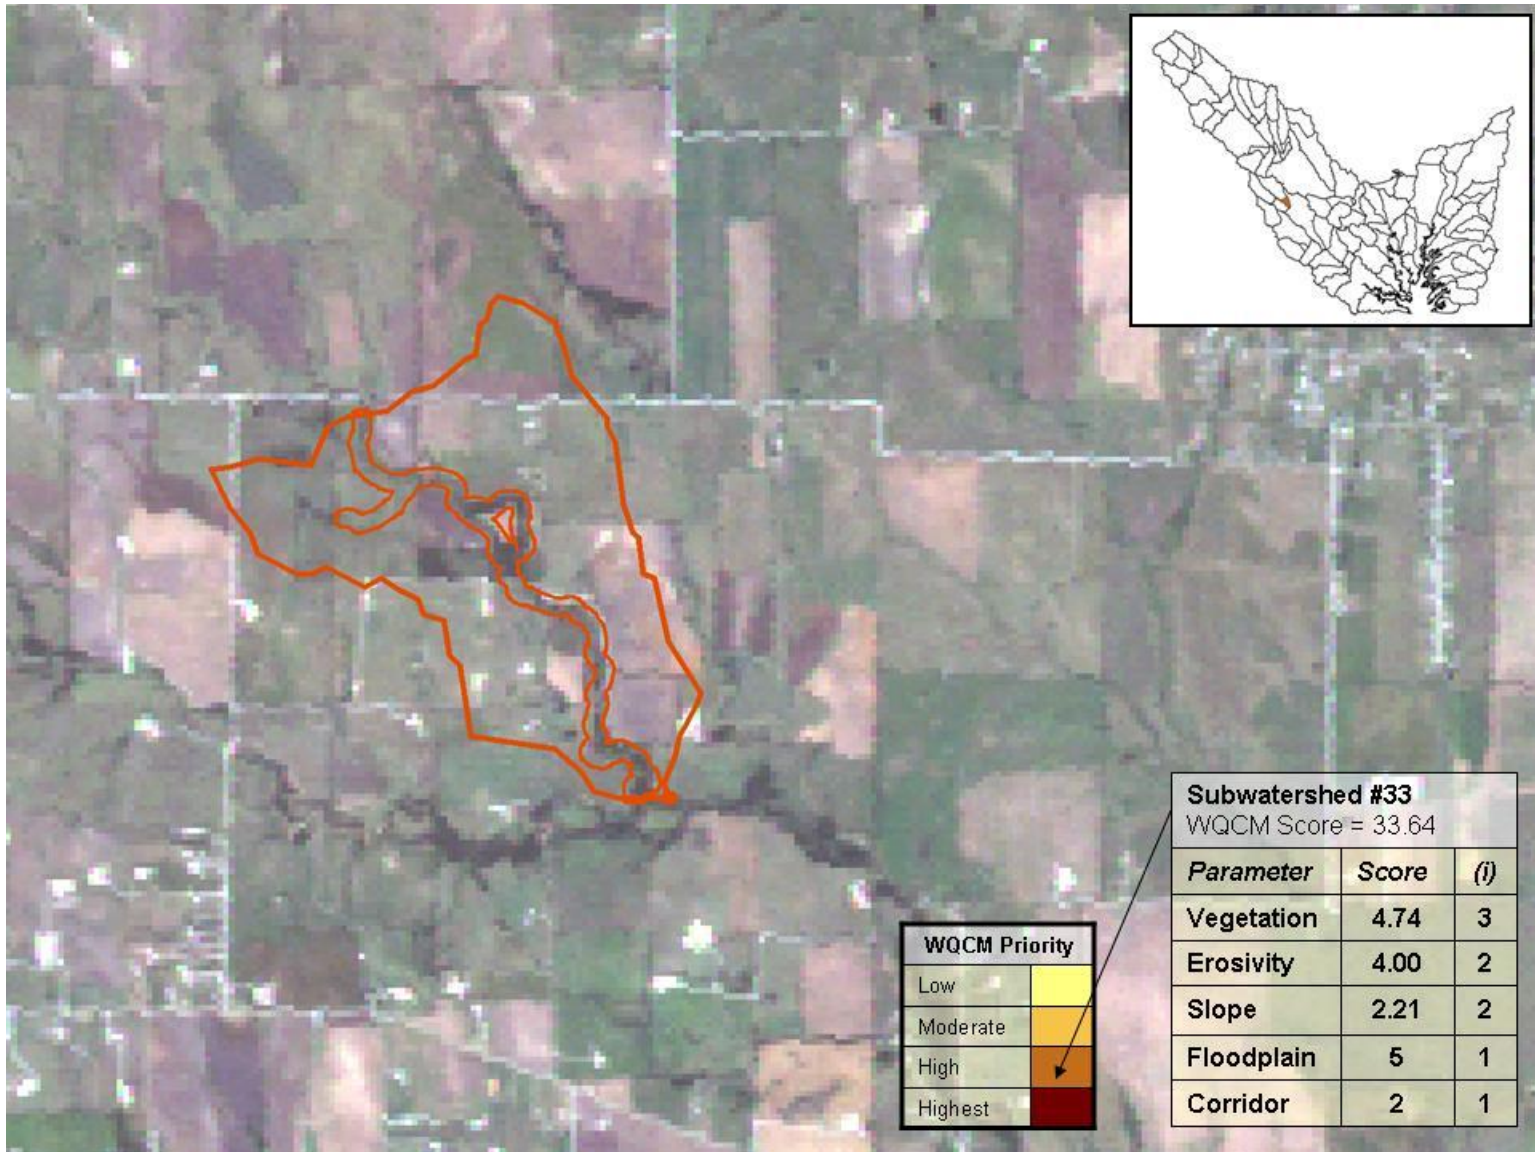 Subwatershed #33
WQCM Score = 33.64
Parameter Score (i)
Vegetation 4.74 3
Erosivity 4.00 2
Slope 2.21 2
Floodplain 5 1
Corridor 2 1
WQCM Priority
Low
Moderate
High
Highest